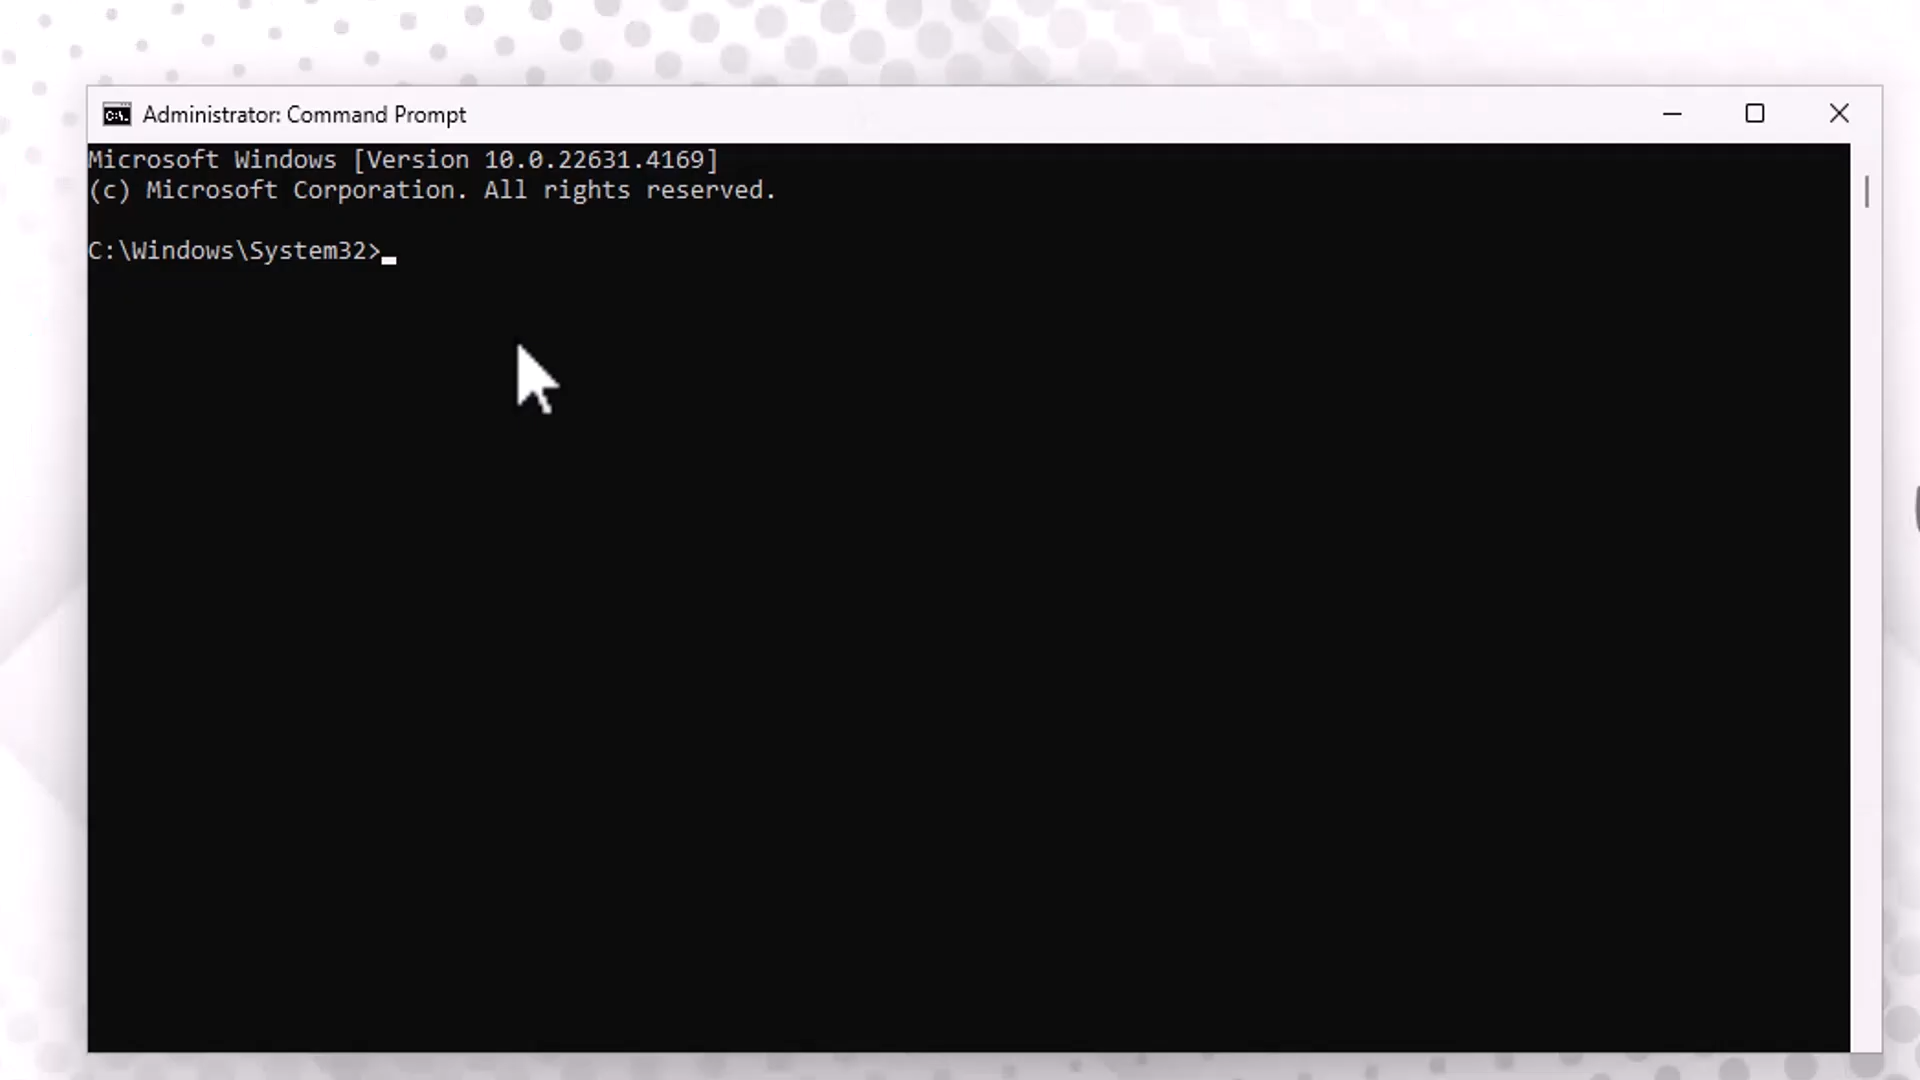 Administrator: Command Prompt
Microsoft Windows [Version 10.0.22631.4169]
(c) Microsoft Corporation. All rights reserved.
C:\Windows\System32>